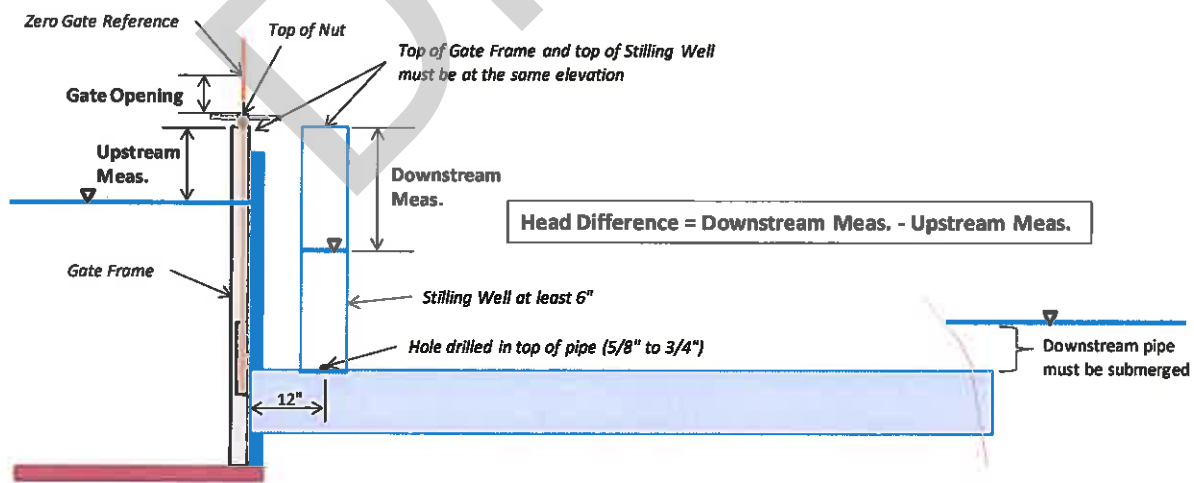 Zero Gate Reference
Top of Nut
Top of Gate Frame and top of Stilling Well
must be at the same elevation
Gate Opening
Upstream
Meas.
Downstream
Meas.
Head Difference = Downstream Meas. - Upstream Meas.
Gate Frame
Stilling Well at least 6"
Hole drilled in top of pipe (5/8" to 3/4")
Downstream pipe
must be submerged
12"